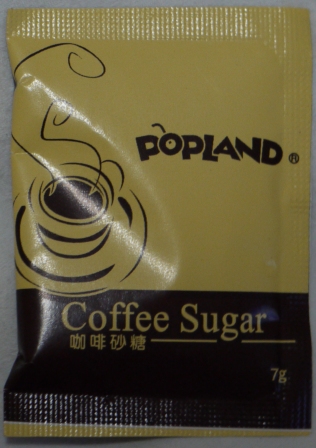 POPLAND ®
Coffee Sugar
咖啡砂糖
7g